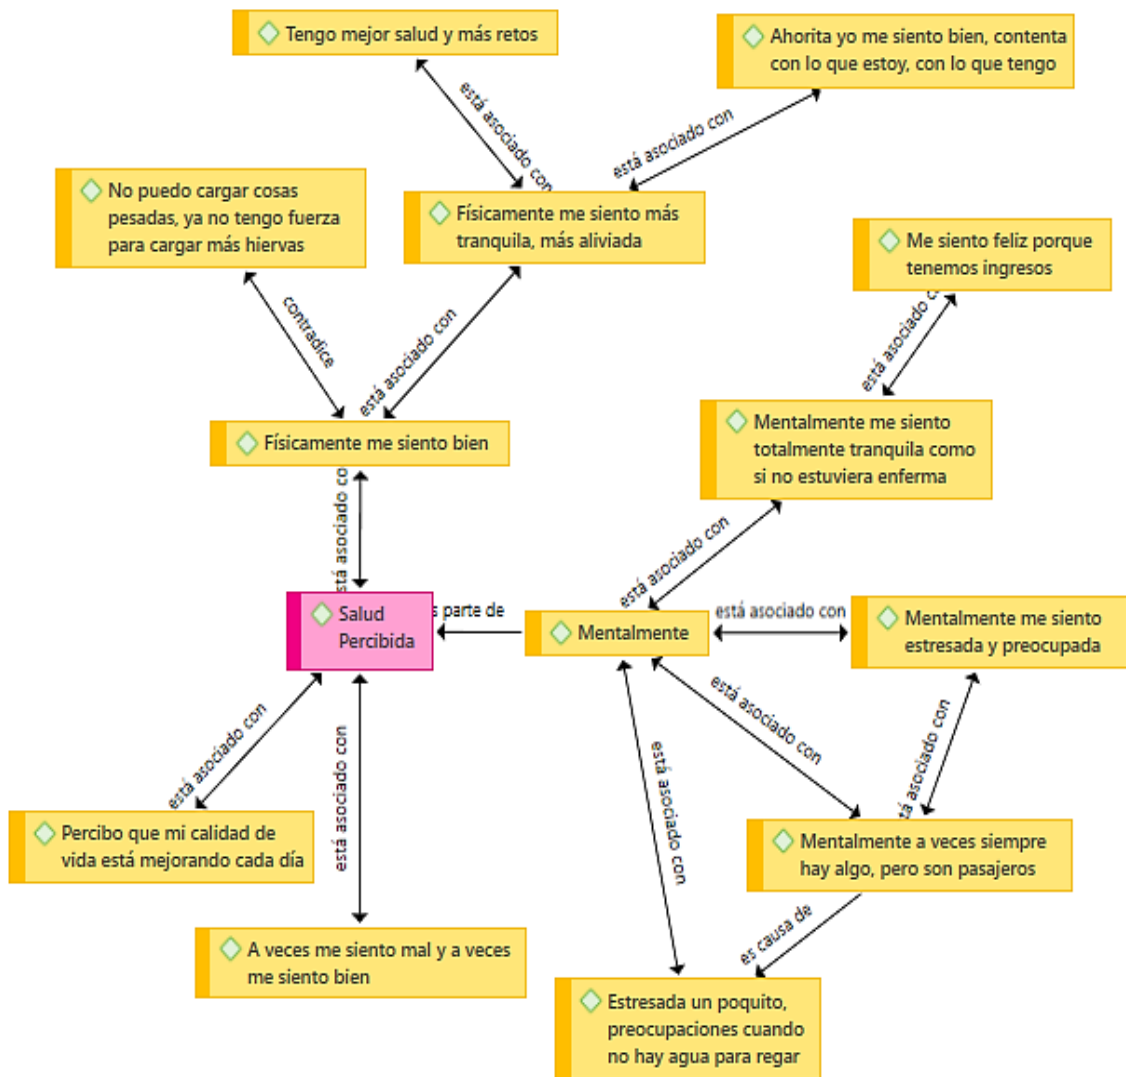 Tengo mejor salud y más retos
Ahorita yo me siento bien, contenta
con lo que estoy, con lo que tengo
está asociado con
está asociado con
No puedo cargar cosas
pesadas, ya no tengo fuerza
para cargar más hiervas
Físicamente me siento más
tranquila, más aliviada
Me siento feliz porque
tenemos ingresos
contradice
está asociado con
está asociado c
Físicamente me siento bien
Mentalmente me siento
totalmente tranquila como
si no estuviera enferma
stá asociado co
está asociado con
Salud
Percibida
s parte de
Mentalmente
está asociado con
Mentalmente me siento
estresada y preocupada
está asociado con
está asociado con
está asociado con
está asociado con
tá asociado con
Percibo que mi calidad de
vida está mejorando cada día
Mentalmente a veces siempre
hay algo, pero son pasajeros
es causa de
A veces me siento mal y a veces
me siento bien
Estresada un poquito,
preocupaciones cuando
no hay agua para regar